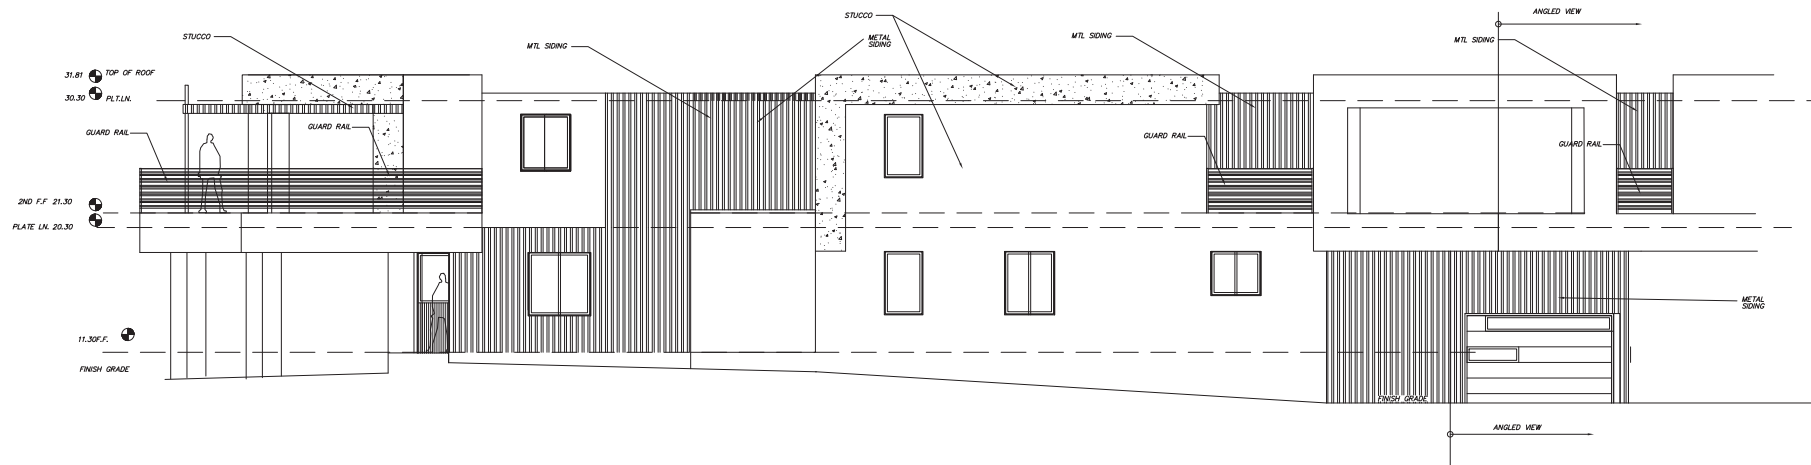 ANGLED VIEW
STUCCO
STUCCO
MTL SIDING
METAL
SIDING
MTL SIDING
MTL SIDING
31.81
TOP OF ROOF
30.30
PLT.LN.
GUARD RAIL
GUARD RAIL
GUARD RAIL
GUARD RAIL
2ND F.F 21.30
PLATE LN. 20.30
METAL
SIDING
11.30F.F.
FINISH GRADE
FINISH GRADE
ANGLED VIEW